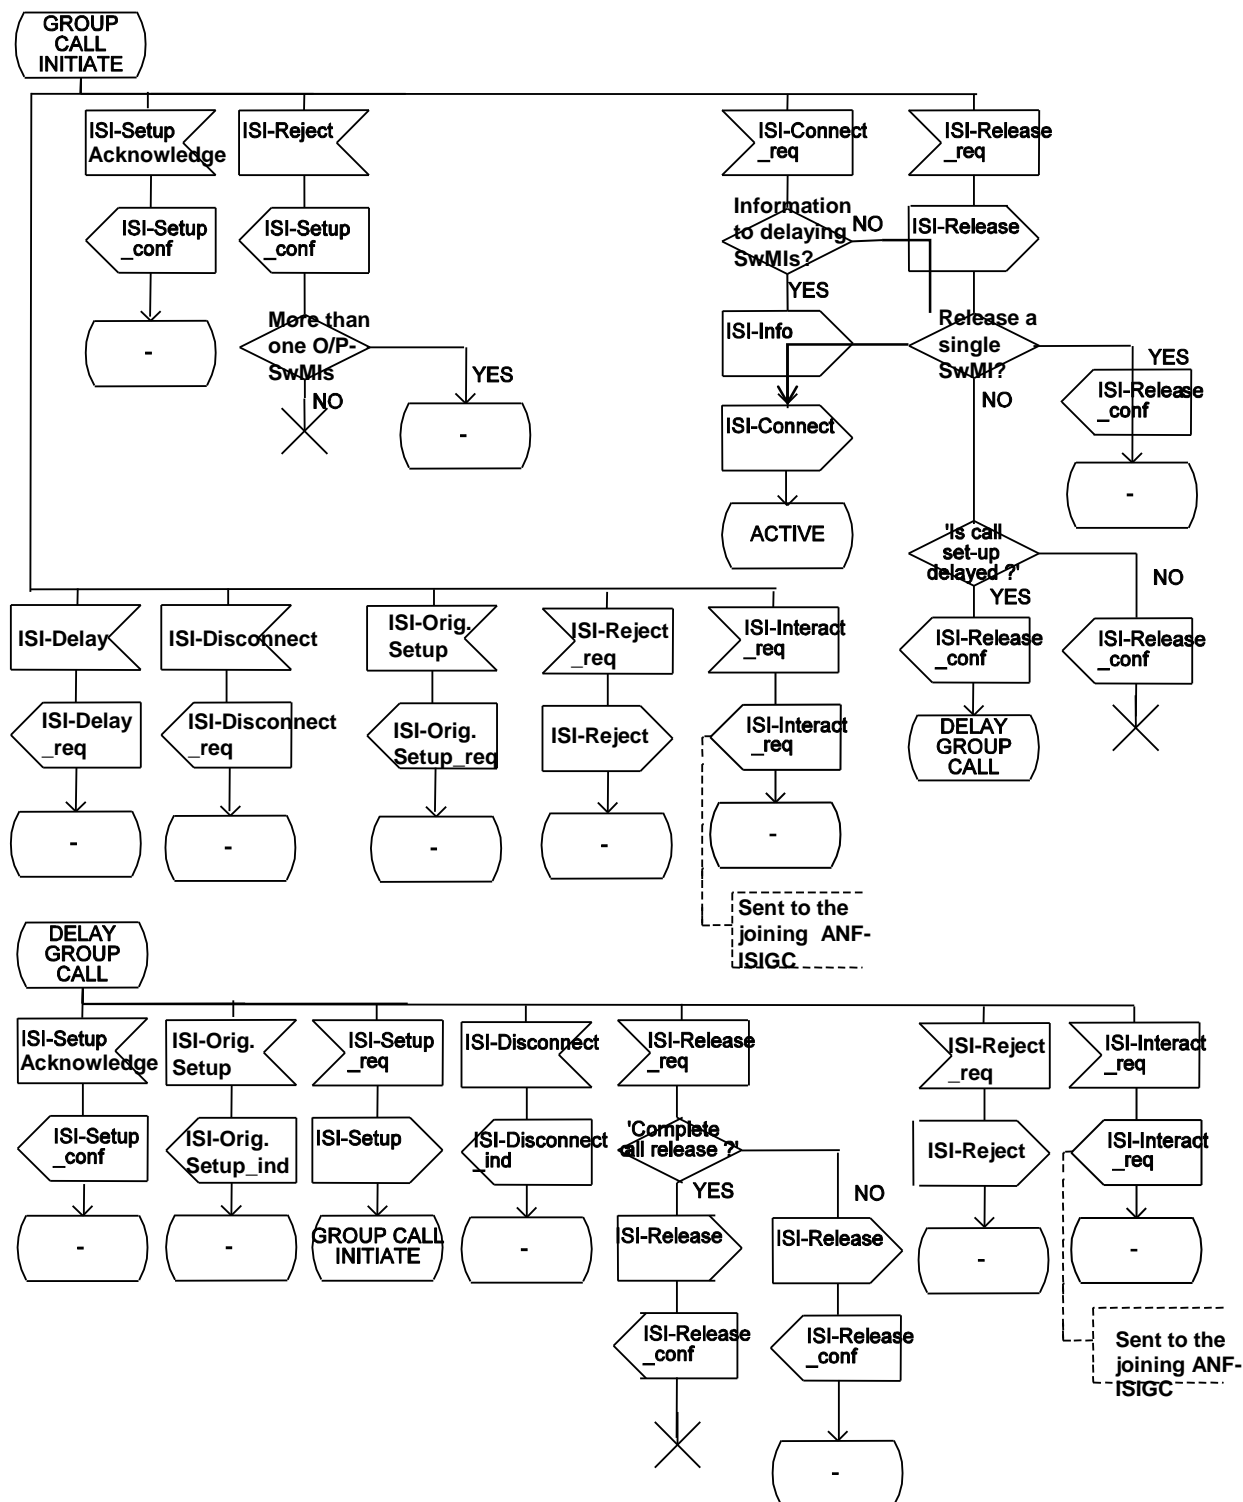 GROUP
CALL
INITIATE
ISI-Setup
Acknowledge
ISI-Reject
ISI-Connect
_req
ISI-Release
_req
ISI-Setup
_conf
ISI-Setup
_conf
Information
to delaying
SwMIs?
NO
YES
ISI-Release
-
More than
one O/P-
SwMIs
YES
NO
-
ISI-Info
Release a
single
SwMI?
YES
NO
ISI-Release
_conf
ISI-Connect
-
ACTIVE
'Is call
set-up
delayed ?'
NO
YES
ISI-Release
_conf
ISI-Release
_conf
DELAY
GROUP
CALL
ISI-Delay
ISI-Disconnect
ISI-Orig.
Setup
ISI-Reject
_req
ISI-Interact
_req
ISI-Delay
_req
ISI-Disconnect
_req
ISI-Orig.
Setup_req
ISI-Reject
ISI-Interact
_req
-
-
-
-
-
Sent to the
joining ANF-
ISIGC
DELAY
GROUP
CALL
ISI-Setup
Acknowledge
ISI-Orig.
Setup
ISI-Setup
_req
ISI-Disconnect
ISI-Release
_req
ISI-Reject
_req
ISI-Interact
_req
ISI-Setup
_conf
ISI-Orig.
Setup_ind
ISI-Setup
ISI-Disconnect
_ind
'Complete
all release ?'
YES
NO
ISI-Reject
ISI-Interact
_req
-
-
GROUP CALL
INITIATE
-
ISI-Release
ISI-Release
-
-
ISI-Release
_conf
ISI-Release
_conf
Sent to the
joining ANF-
ISIGC
-